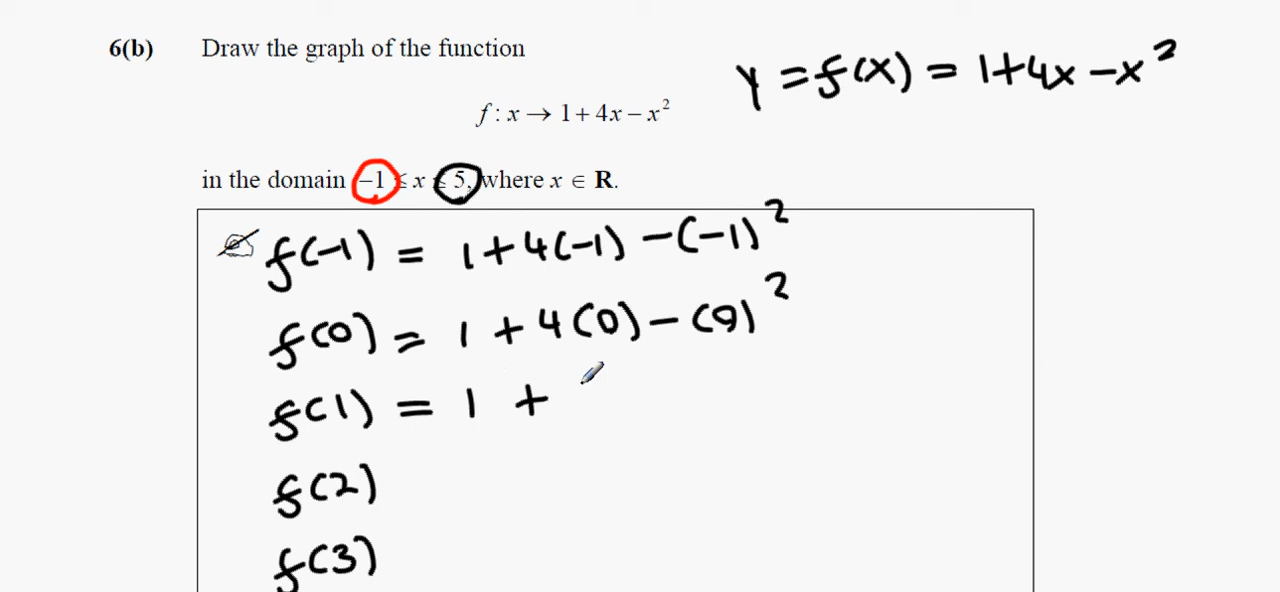 6(b) Draw the graph of the function
y = f(x) = 1+4x-x²
f : x → 1 + 4x − x²
in the domain −1 ≤ x ≤ 5, where x ∈ R.
f(-1) = 1+4(-1) -(-1)²
f(0) = 1 + 4(0) - (9)²
f(1) = 1 +
f(2)
f(3)